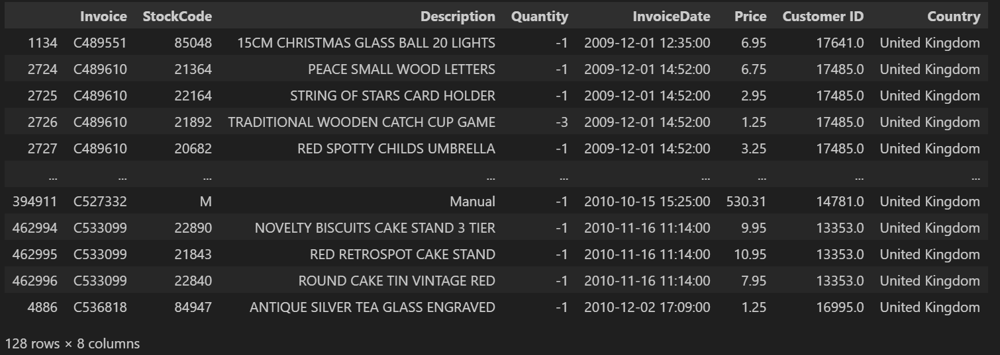 Invoice StockCode Description Quantity InvoiceDate Price Customer ID Country
1134 C489551 85048 15CM CHRISTMAS GLASS BALL 20 LIGHTS -1 2009-12-01 12:35:00 6.95 17641.0 United Kingdom
2724 C489610 21364 PEACE SMALL WOOD LETTERS -1 2009-12-01 14:52:00 6.75 17485.0 United Kingdom
2725 C489610 22164 STRING OF STARS CARD HOLDER -1 2009-12-01 14:52:00 2.95 17485.0 United Kingdom
2726 C489610 21892 TRADITIONAL WOODEN CATCH CUP GAME -3 2009-12-01 14:52:00 1.25 17485.0 United Kingdom
2727 C489610 20682 RED SPOTTY CHILDS UMBRELLA -1 2009-12-01 14:52:00 3.25 17485.0 United Kingdom
... ... ... ... ... ... ... ... ...
394911 C527332 M Manual -1 2010-10-15 15:25:00 530.31 14781.0 United Kingdom
462994 C533099 22890 NOVELTY BISCUITS CAKE STAND 3 TIER -1 2010-11-16 11:14:00 9.95 13353.0 United Kingdom
462995 C533099 21843 RED RETROSPOT CAKE STAND -1 2010-11-16 11:14:00 10.95 13353.0 United Kingdom
462996 C533099 22840 ROUND CAKE TIN VINTAGE RED -1 2010-11-16 11:14:00 7.95 13353.0 United Kingdom
4886 C536818 84947 ANTIQUE SILVER TEA GLASS ENGRAVED -1 2010-12-02 17:09:00 1.25 16995.0 United Kingdom
128 rows × 8 columns